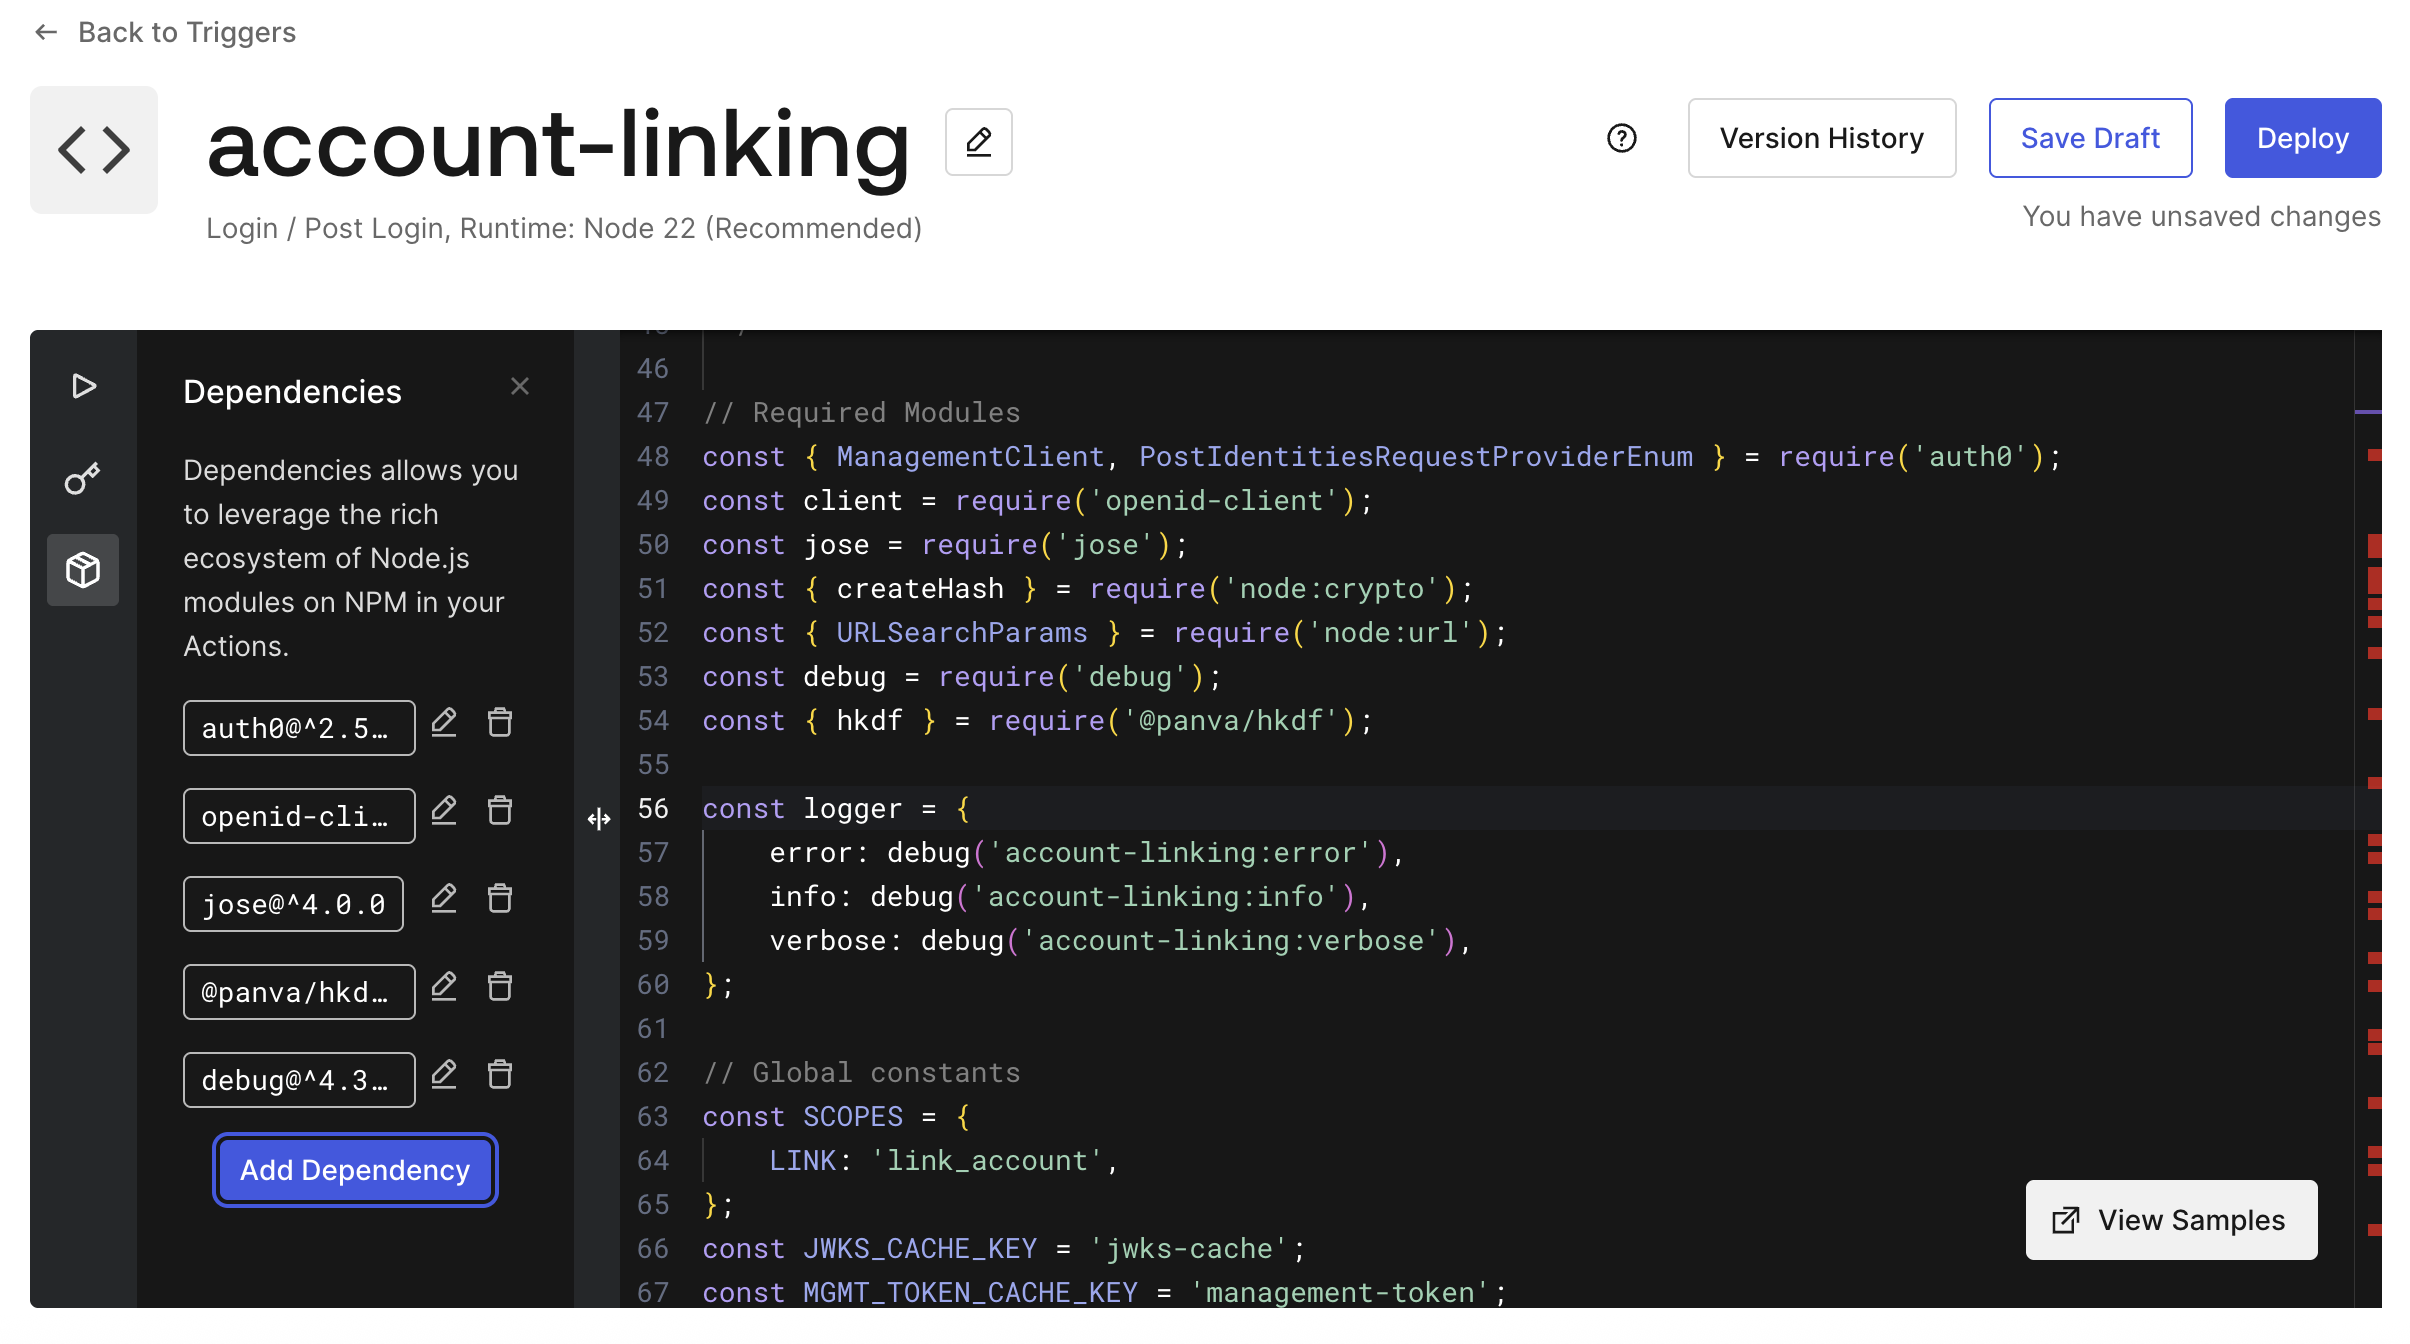 Back to Triggers
account-linking
Login / Post Login, Runtime: Node 22 (Recommended)
Version History
Save Draft
Deploy
You have unsaved changes
Dependencies
Dependencies allows you
to leverage the rich
ecosystem of Node.js
modules on NPM in your
Actions.
auth0@^2.5…
openid-cli…
jose@^4.0.0
@panva/hkd…
debug@^4.3…
Add Dependency
46
47 // Required Modules
48 const { ManagementClient, PostIdentitiesRequestProviderEnum } = require('auth0');
49 const client = require('openid-client');
50 const jose = require('jose');
51 const { createHash } = require('node:crypto');
52 const { URLSearchParams } = require('node:url');
53 const debug = require('debug');
54 const { hkdf } = require('@panva/hkdf');
55
56 const logger = {
57     error: debug('account-linking:error'),
58     info: debug('account-linking:info'),
59     verbose: debug('account-linking:verbose'),
60 };
61
62 // Global constants
63 const SCOPES = {
64     LINK: 'link_account',
65 };
66 const JWKS_CACHE_KEY = 'jwks-cache';
67 const MGMT_TOKEN_CACHE_KEY = 'management-token';
View Samples